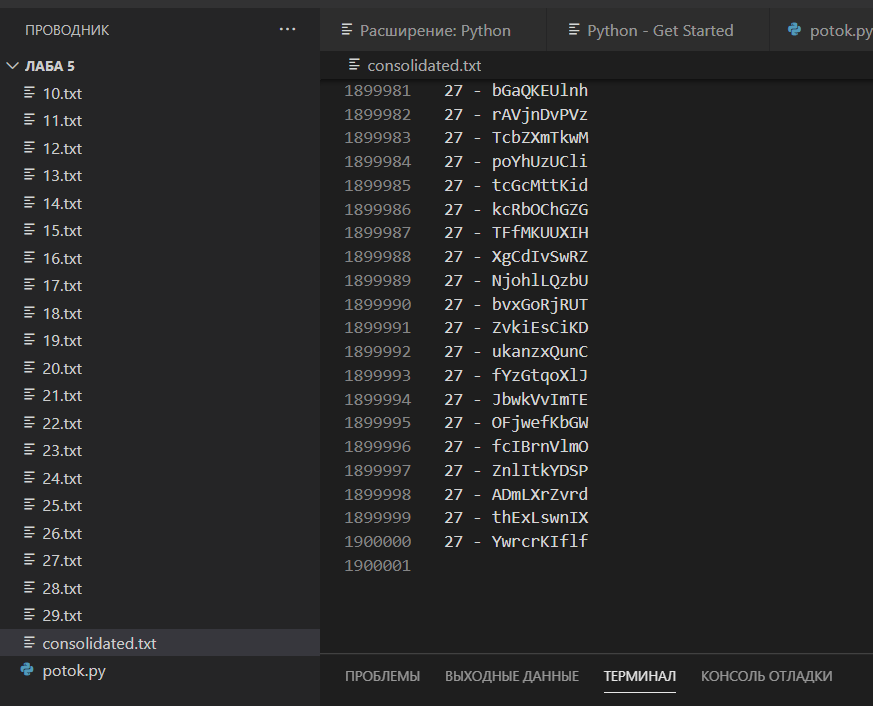 ПРОВОДНИК ...
ЛАБА 5
10.txt
11.txt
12.txt
13.txt
14.txt
15.txt
16.txt
17.txt
18.txt
19.txt
20.txt
21.txt
22.txt
23.txt
24.txt
25.txt
26.txt
27.txt
28.txt
29.txt
consolidated.txt
potok.py
Расширение: Python
Python - Get Started
potok.py
consolidated.txt
1899981 27 - bGaQKEUlnh
1899982 27 - rAVjnDvPVz
1899983 27 - TcbZXmTkwM
1899984 27 - poYhUzUCli
1899985 27 - tcGcMttKid
1899986 27 - kcRbOChGZG
1899987 27 - TFfMKUUXIH
1899988 27 - XgCdIvSwRZ
1899989 27 - NjohlLQzbU
1899990 27 - bvxGoRjRUT
1899991 27 - ZvkiEsCiKD
1899992 27 - ukanzxQunC
1899993 27 - fYzGtqoXlJ
1899994 27 - JbwkVvImTE
1899995 27 - OFjwefKbGW
1899996 27 - fcIBrnVlmO
1899997 27 - ZnlItkYDSP
1899998 27 - ADmLXrZvrd
1899999 27 - thExLswnIX
1900000 27 - YwrcrKIflf
1900001
ПРОБЛЕМЫ ВЫХОДНЫЕ ДАННЫЕ ТЕРМИНАЛ КОНСОЛЬ ОТЛАДКИ